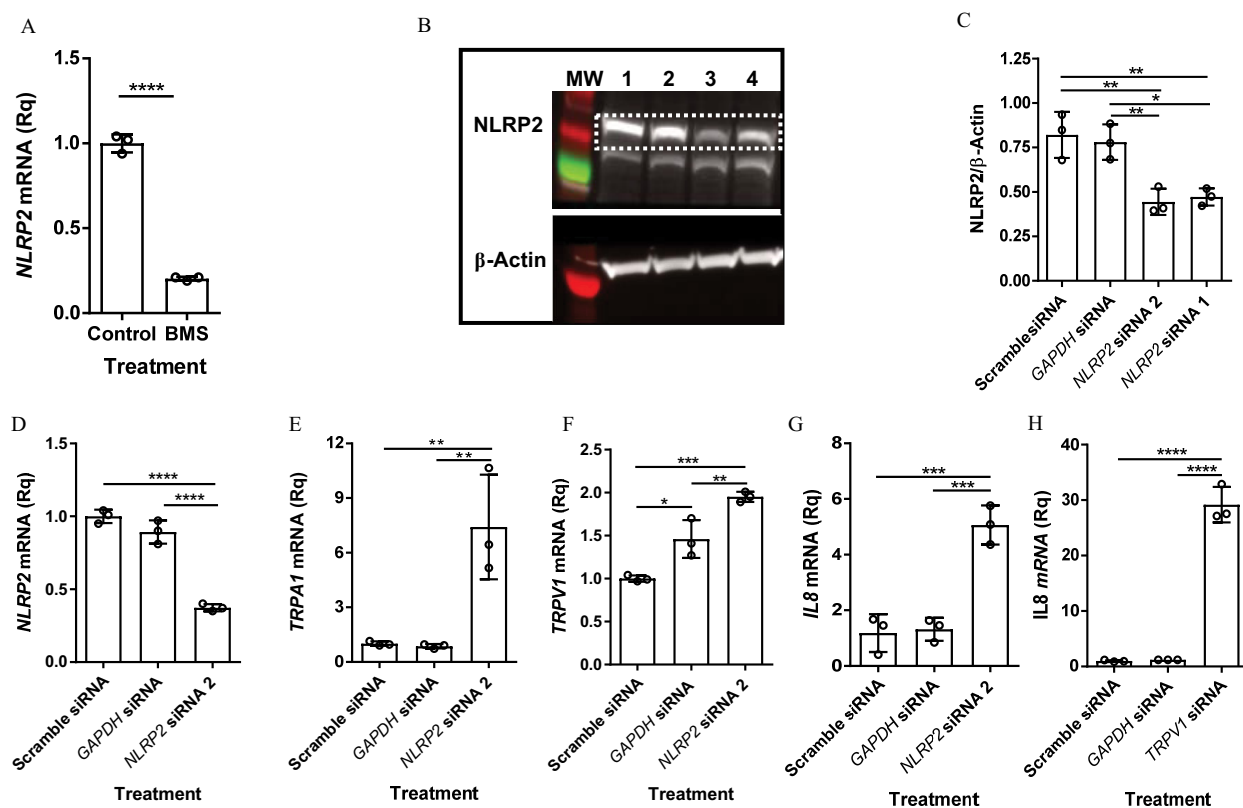 A
NLRP2 mRNA (Rq)
1.5
1.0
0.5
0.0
****
Control BMS
Treatment
B
MW 1 2 3 4
NLRP2
β-Actin
C
NLRP2/β-Actin
1.25
1.00
0.75
0.50
0.25
0.00
**
**
*
**
Scramble siRNA
GAPDH siRNA
NLRP2 siRNA 2
NLRP2 siRNA 1
D
NLRP2 mRNA (Rq)
1.5
1.0
0.5
0.0
****
****
Scramble siRNA
GAPDH siRNA
NLRP2 siRNA 2
Treatment
E
TRPA1 mRNA (Rq)
12
9
6
3
0
**
**
Scramble siRNA
GAPDH siRNA
NLRP2 siRNA 2
Treatment
F
TRPV1 mRNA (Rq)
2.5
2.0
1.5
1.0
0.5
0.0
***
**
*
Scramble siRNA
GAPDH siRNA
NLRP2 siRNA 2
Treatment
G
IL8 mRNA (Rq)
8
6
4
2
0
***
***
Scramble siRNA
GAPDH siRNA
NLRP2 siRNA 2
Treatment
H
IL8 mRNA (Rq)
40
30
20
10
0
****
****
Scramble siRNA
GAPDH siRNA
TRPV1 siRNA
Treatment